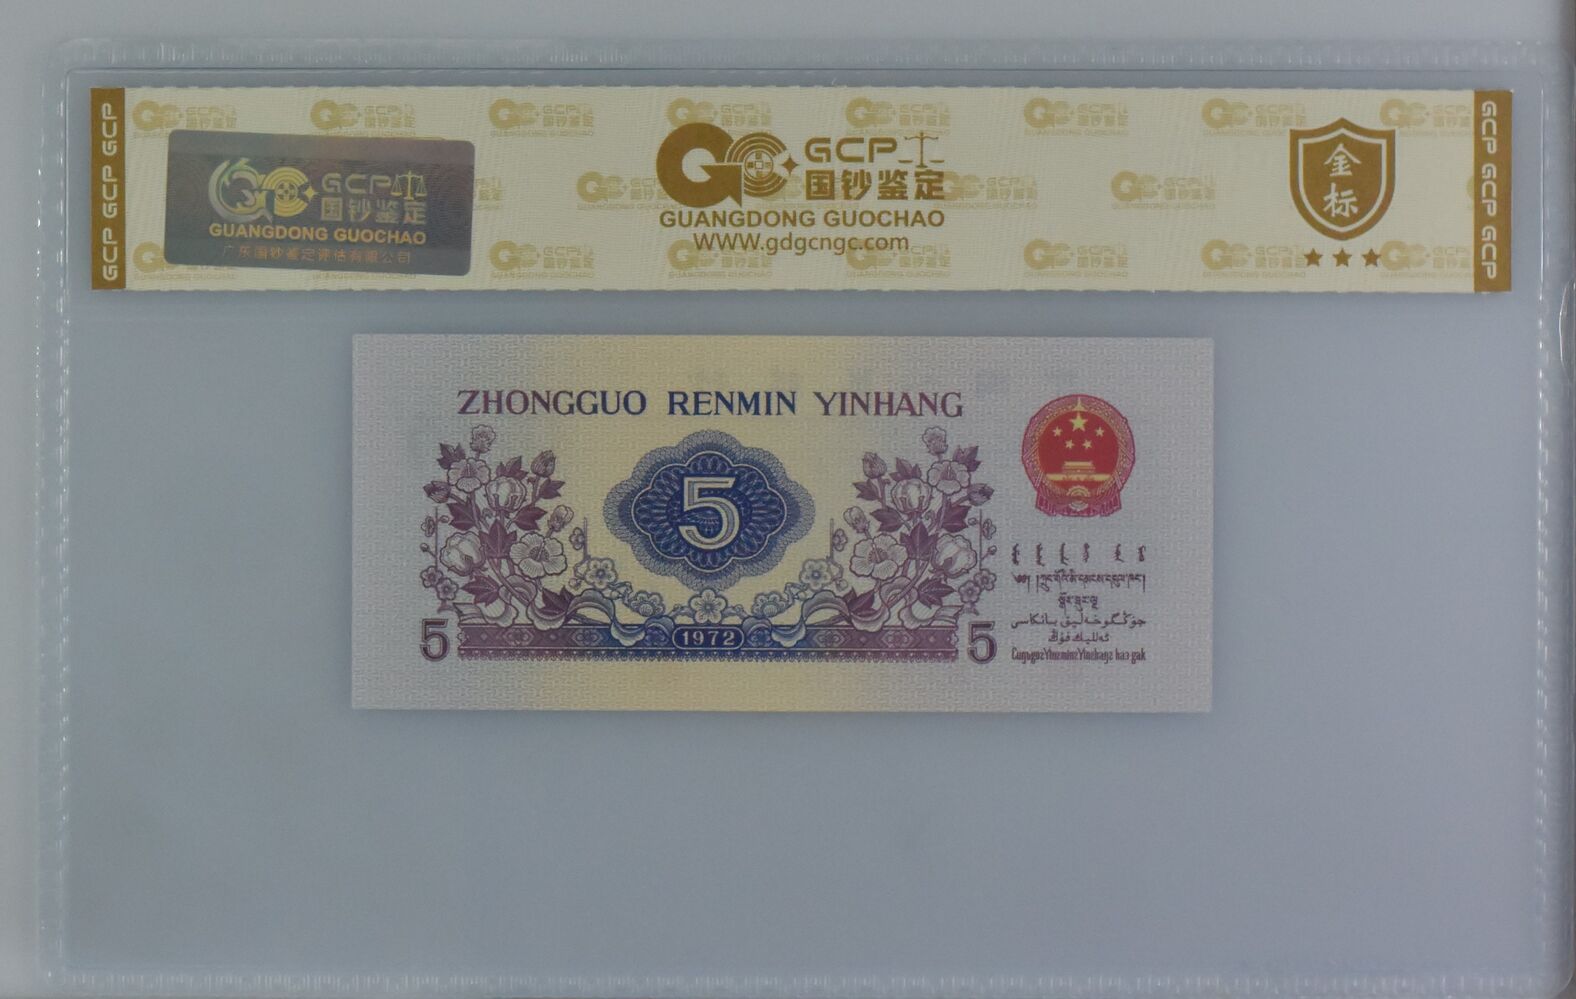 GCP GCP GCP
GCP
国钞鉴定
GUANGDONG GUOCHAO
广东国钞鉴定评估有限公司
GCP
国钞鉴定
GUANGDONG GUOCHAO
WWW.gdgcngc.com
金标
GCP GCP GCP
ZHONGGUO RENMIN YINHANG
5
1972
5
5
جۇڭگوخەلىق بانكاسى